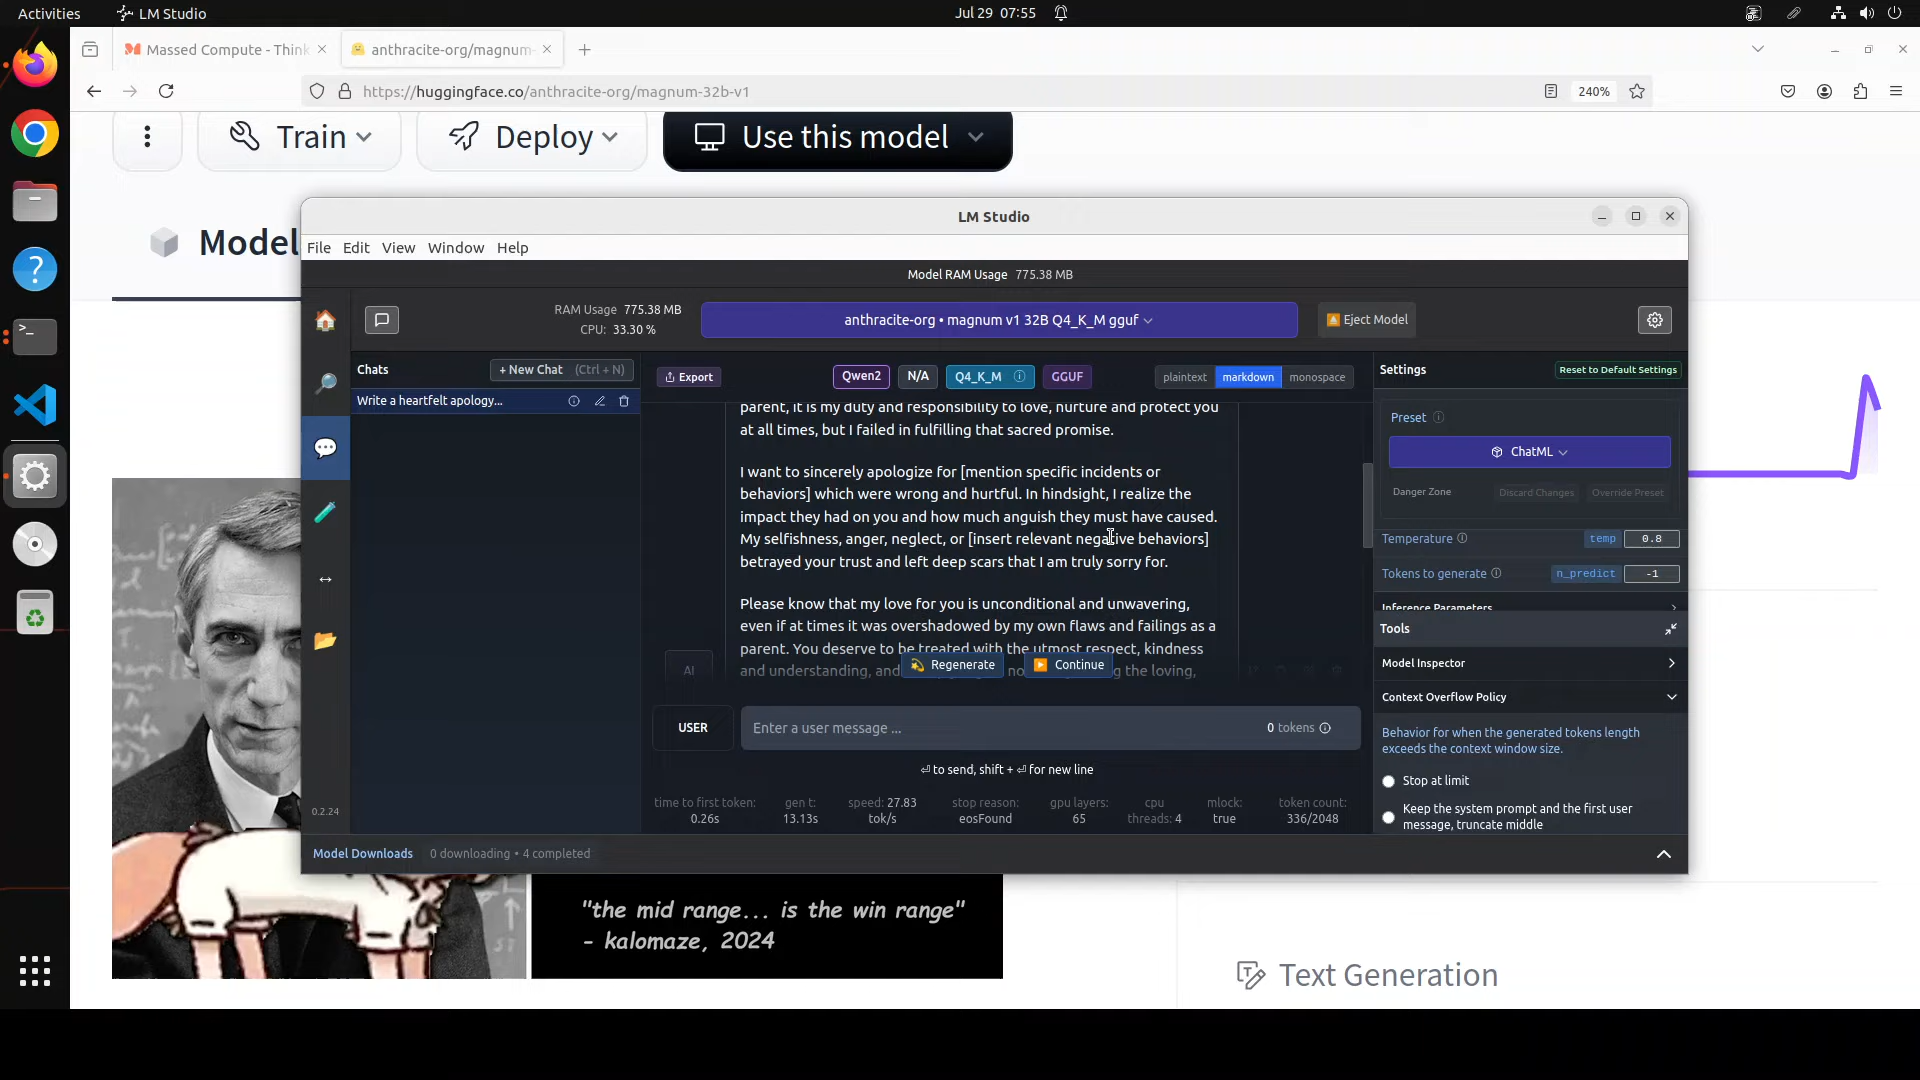 Activities
LM Studio
Jul 29 07:55
Massed Compute - Think
anthracite-org/magnum-
https://huggingface.co/anthracite-org/magnum-32b-v1
240%
Train
Deploy
Use this model
Model
LM Studio
File Edit View Window Help
Model RAM Usage 775.38 MB
RAM Usage 775.38 MB
CPU: 33.30 %
anthracite-org • magnum v1 32B Q4_K_M gguf
Eject Model
Chats
+ New Chat (Ctrl + N)
Export
Qwen2
N/A
Q4_K_M
GGUF
plaintext
markdown
monospace
Settings
Reset to Default Settings
Write a heartfelt apology...
parent, it is my duty and responsibility to love, nurture and protect you
at all times, but I failed in fulfilling that sacred promise.
I want to sincerely apologize for [mention specific incidents or
behaviors] which were wrong and hurtful. In hindsight, I realize the
impact they had on you and how much anguish they must have caused.
My selfishness, anger, neglect, or [insert relevant negative behaviors]
betrayed your trust and left deep scars that I am truly sorry for.
Please know that my love for you is unconditional and unwavering,
even if at times it was overshadowed by my own flaws and failings as a
parent. You deserve to be treated with the utmost respect, kindness
and understanding, and
no
g the loving,
AI
Regenerate
Continue
USER
Enter a user message ...
0 tokens
⏎ to send, shift + ⏎ for new line
time to first token: 0.26s
gen t: 13.13s
speed: 27.83 tok/s
stop reason: eosFound
gpu layers: 65
cpu threads: 4
mlock: true
token count: 336/2048
Preset
ChatML
Danger Zone
Discard Changes
Override Preset
Temperature
temp
0.8
Tokens to generate
n_predict
-1
Inference Parameters
Tools
Model Inspector
Context Overflow Policy
Behavior for when the generated tokens length
exceeds the context window size.
Stop at limit
Keep the system prompt and the first user
message, truncate middle
0.2.24
Model Downloads
0 downloading • 4 completed
"the mid range... is the win range"
- kalomaze, 2024
Text Generation